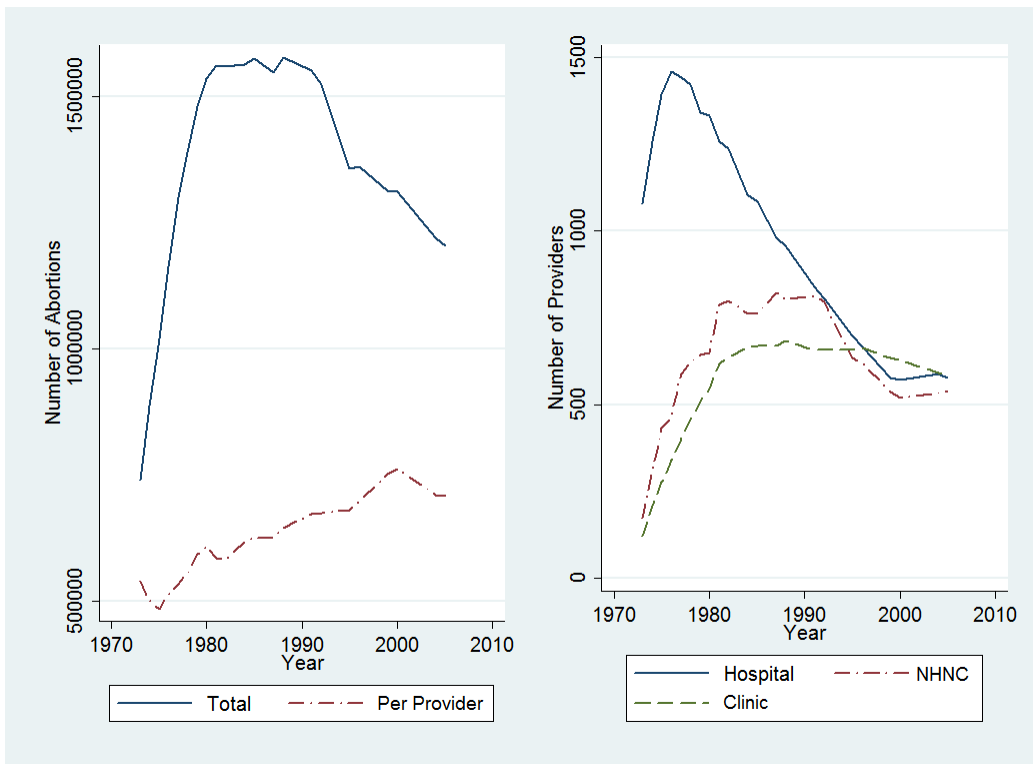 Number of Abortions
1500000
1000000
500000
1970 1980 1990 2000 2010
Year
Total Per Provider
Number of Providers
1500
1000
500
0
1970 1980 1990 2000 2010
Year
Hospital NHNC
Clinic